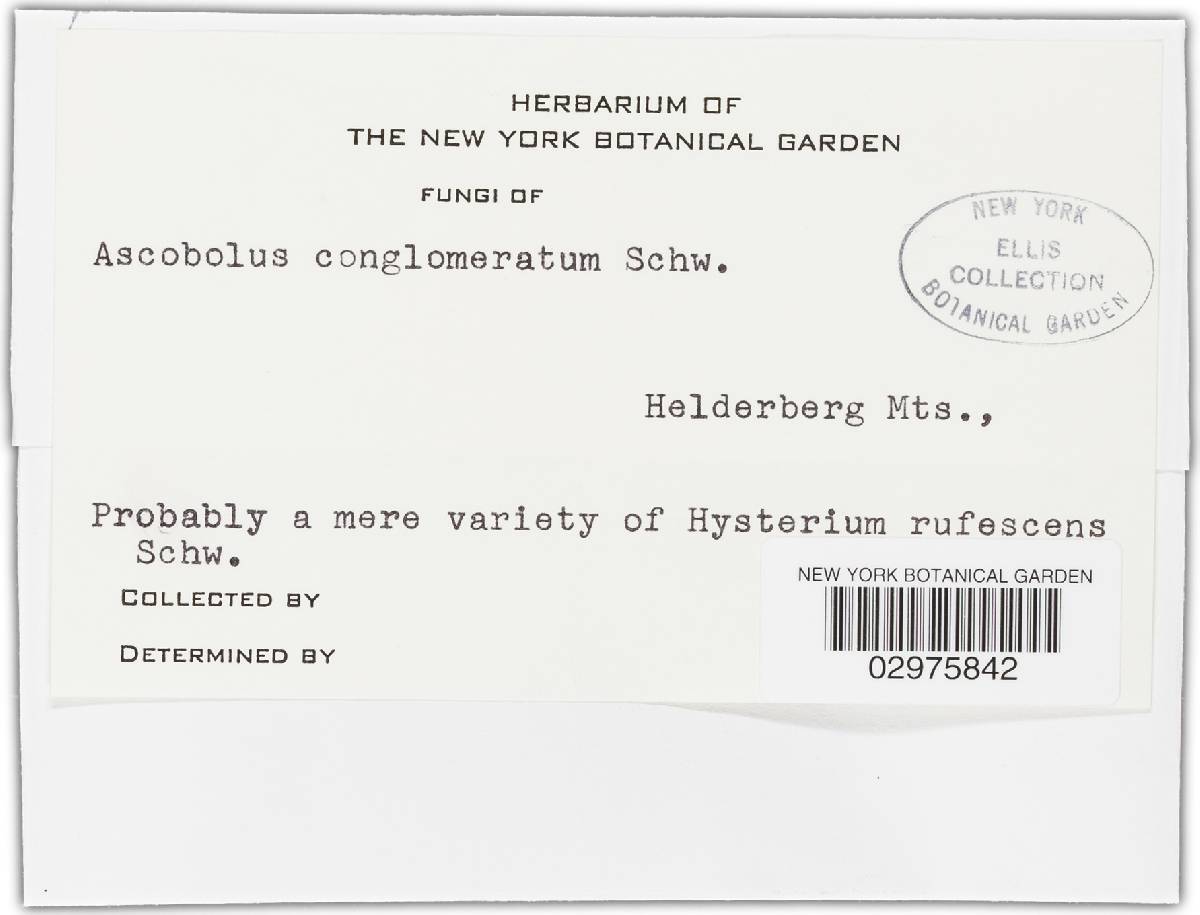 HERBARIUM OF
THE NEW YORK BOTANICAL GARDEN
FUNGI OF
Ascobolus conglomeratum Schw.
NEW YORK
ELLIS
COLLECTION
BOTANICAL GARDEN
Helderberg Mts.,
Probably a mere variety of Hysterium rufescens
Schw.
COLLECTED BY
DETERMINED BY
NEW YORK BOTANICAL GARDEN
02975842